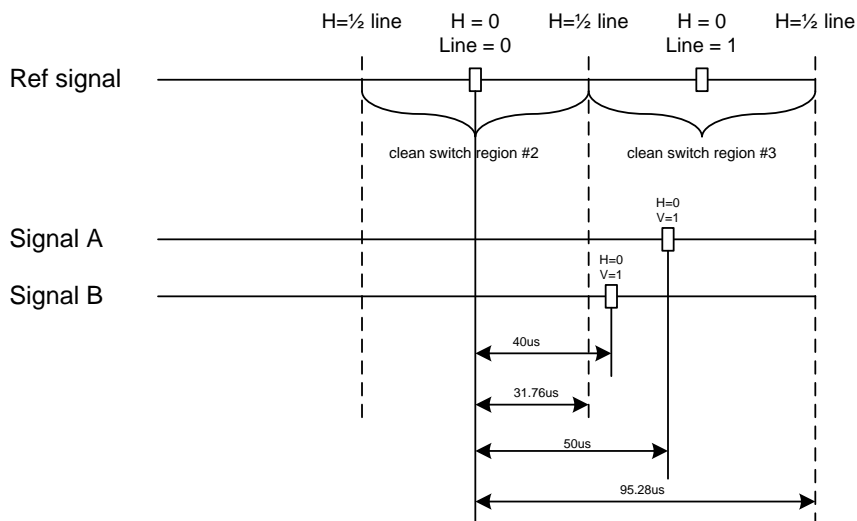 H=½ line
H = 0
Line = 0
H=½ line
H = 0
Line = 1
H=½ line
Ref signal
clean switch region #2
clean switch region #3
H=0
V=1
Signal A
H=0
V=1
Signal B
40us
31.76us
50us
95.28us